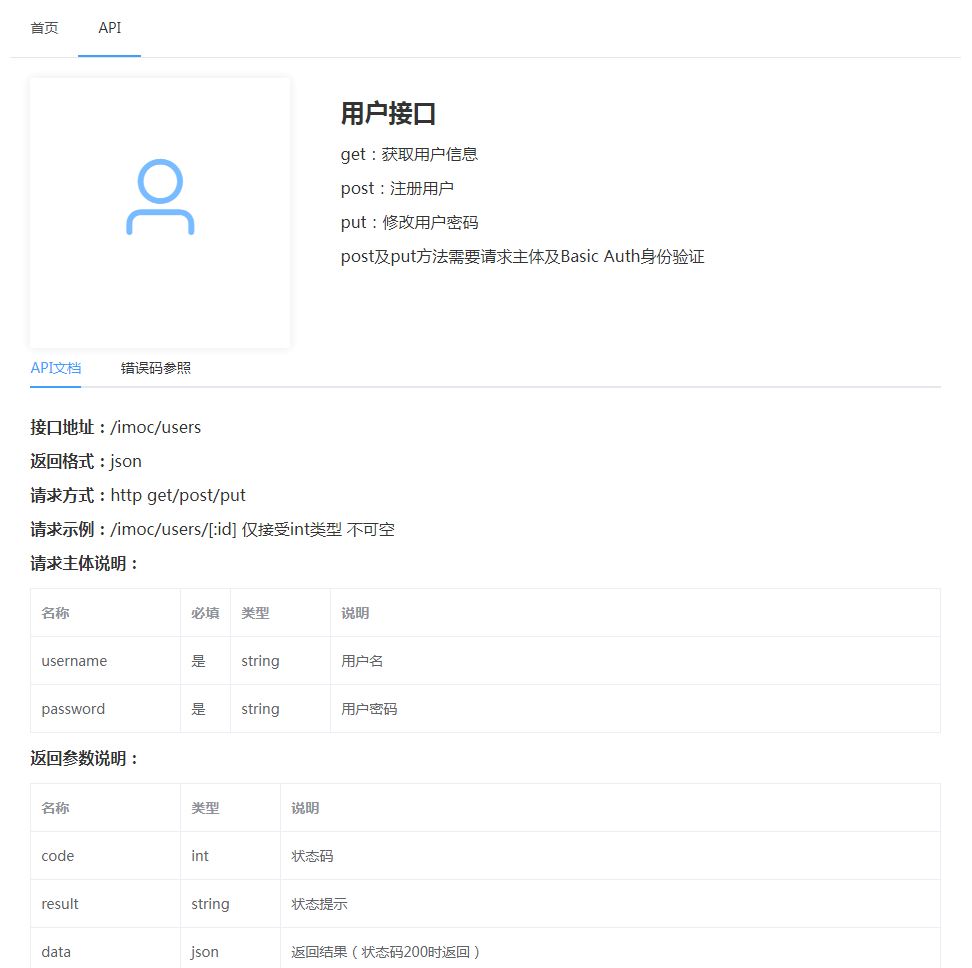 首页 API
用户接口
get：获取用户信息
post：注册用户
put：修改用户密码
post及put方法需要请求主体及Basic Auth身份验证
API文档 错误码参照
接口地址：/imoc/users
返回格式：json
请求方式：http get/post/put
请求示例：/imoc/users/[:id] 仅接受int类型 不可空
请求主体说明：
名称 必填 类型 说明
username 是 string 用户名
password 是 string 用户密码
返回参数说明：
名称 类型 说明
code int 状态码
result string 状态提示
data json 返回结果（状态码200时返回）